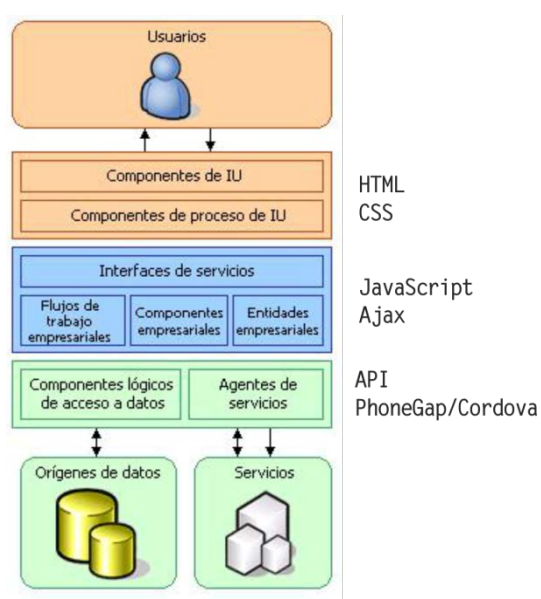 Usuarios
Componentes de IU
Componentes de proceso de IU
HTML
CSS
Interfaces de servicios
Flujos de
trabajo
empresariales
Componentes
empresariales
Entidades
empresariales
JavaScript
Ajax
Componentes lógicos
de acceso a datos
Agentes de
servicios
API
PhoneGap/Cordova
Orígenes de datos
Servicios